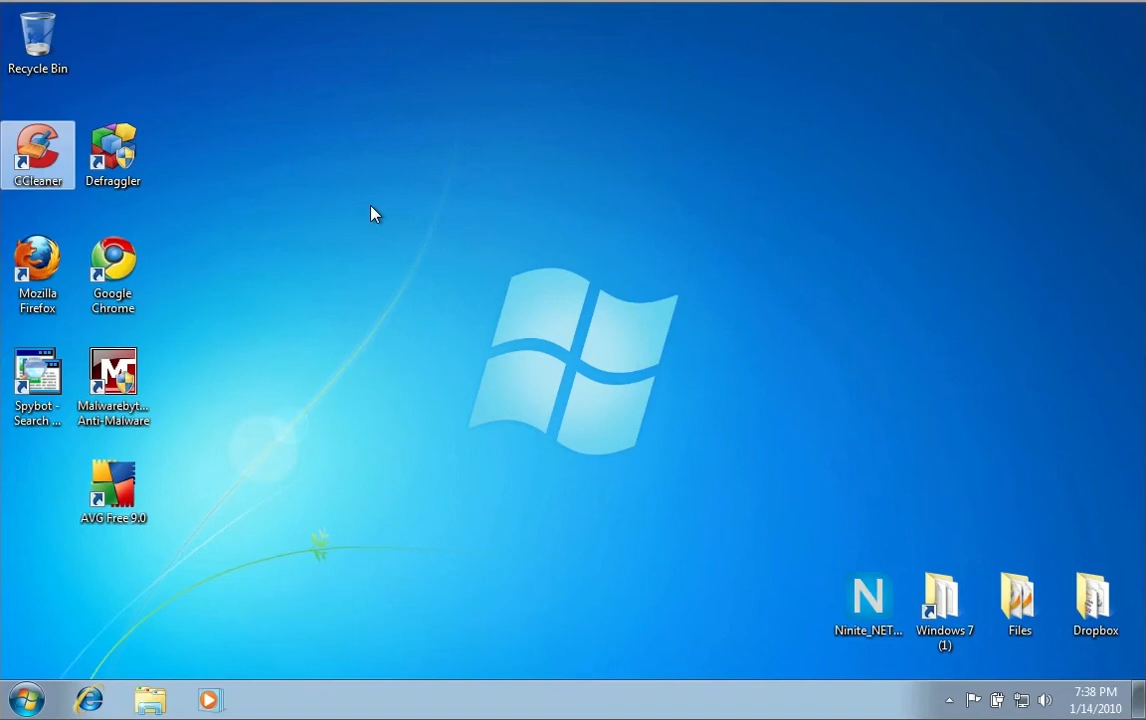 Recycle Bin
CCleaner
Defraggler
Mozilla
Firefox
Google
Chrome
Spybot -
Search ...
Malwarebyt...
Anti-Malware
AVG Free 9.0
Ninite_NET...
Windows 7
(1)
Files
Dropbox
7:38 PM
1/14/2010